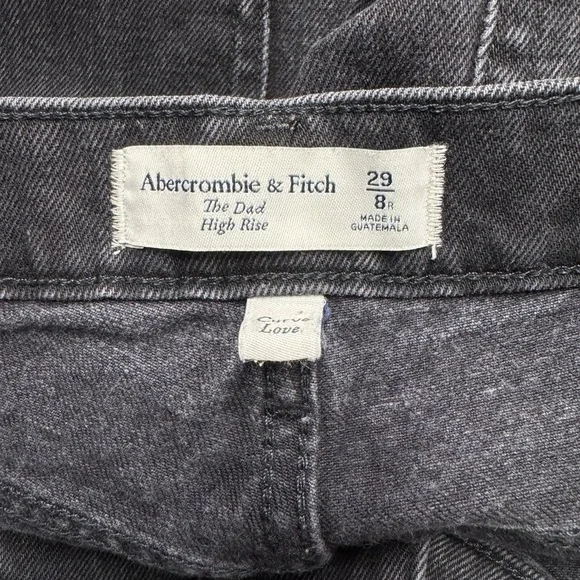 Abercrombie & Fitch
The Dad
High Rise
29
8R
MADE IN
GUATEMALA
Curve
Love